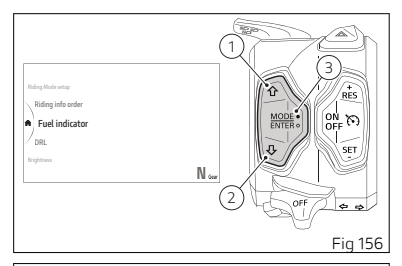 1
3
2
Riding Mode setup
Riding info order
Fuel indicator
DRL
Brightness
N Gear
MODE
ENTER
+
RES
ON
OFF
SET
-
OFF
Fig 156